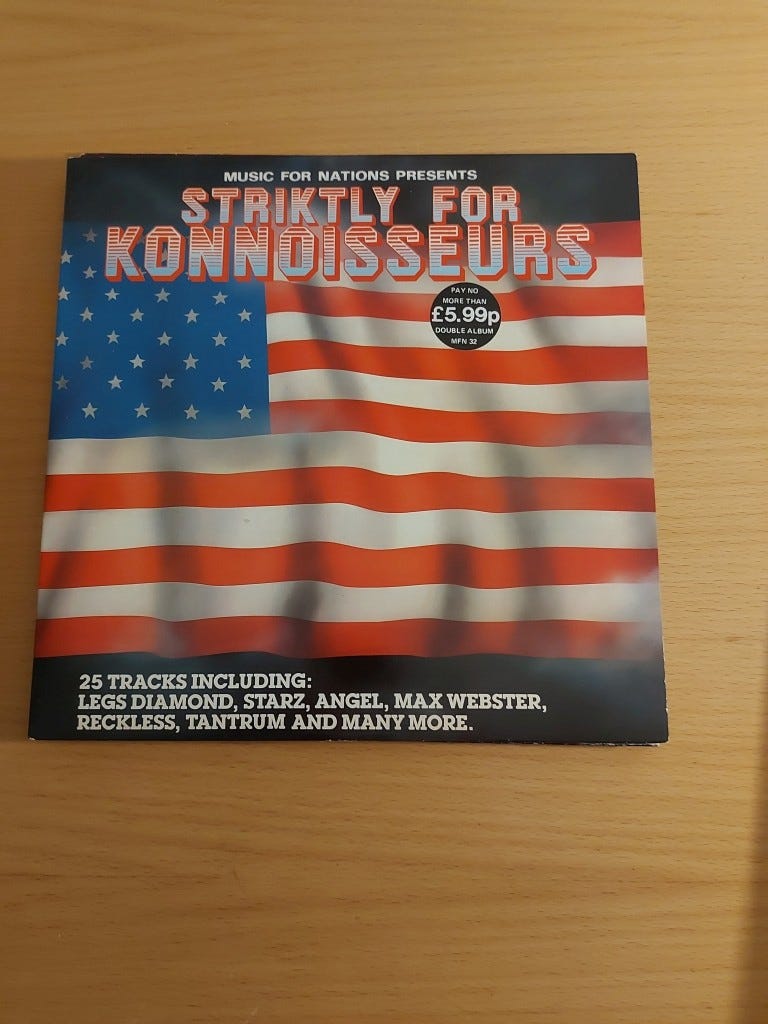 MUSIC FOR NATIONS PRESENTS
STRIKTLY FOR
KONNOISSEURS
PAY NO
MORE THAN
£5.99p
DOUBLE ALBUM
MFN 32
25 TRACKS INCLUDING:
LEGS DIAMOND, STARZ, ANGEL, MAX WEBSTER,
RECKLESS, TANTRUM AND MANY MORE.